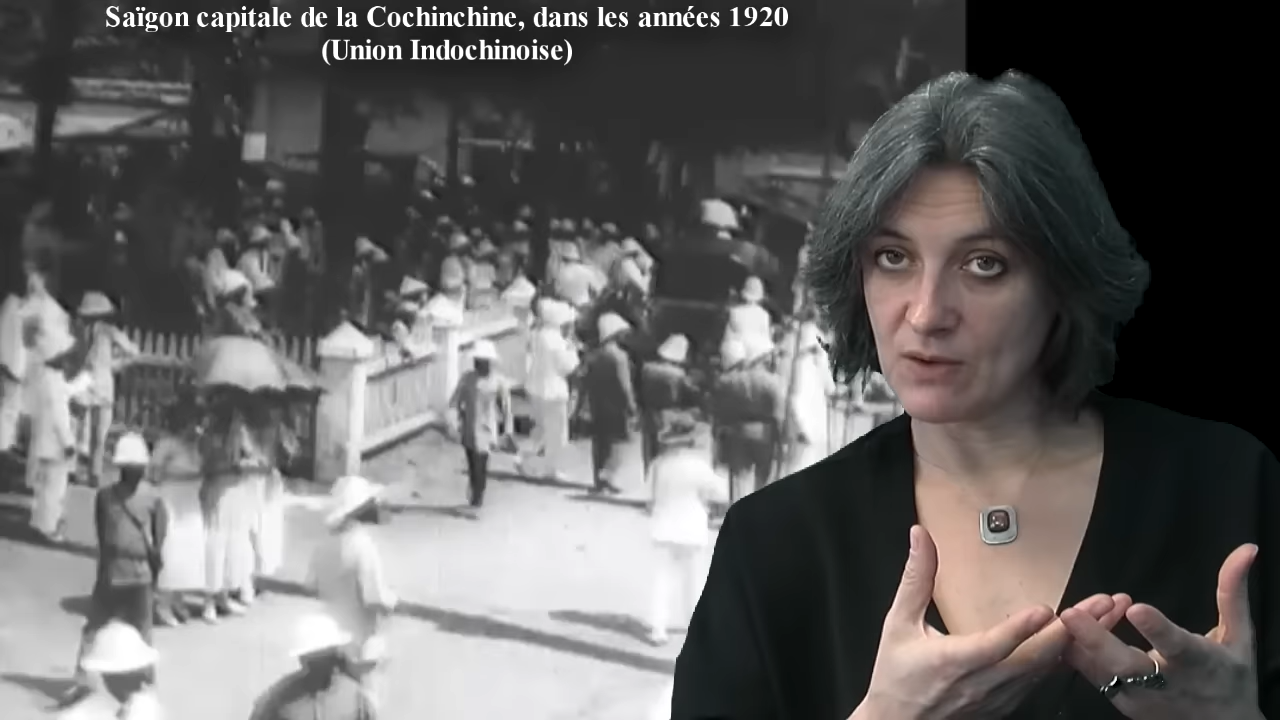 Saïgon capitale de la Cochinchine, dans les années 1920
(Union Indochinoise)